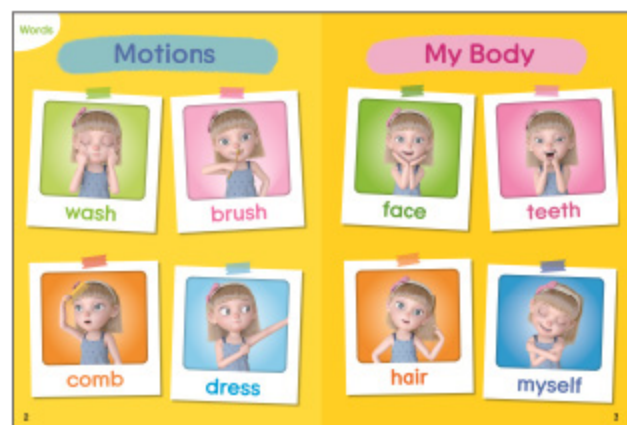 Words
Motions
wash
brush
comb
dress
2
My Body
face
teeth
hair
myself
3